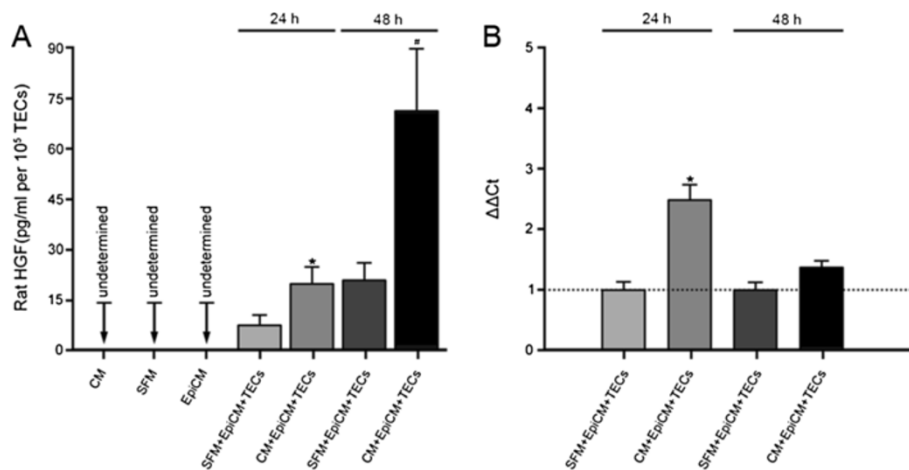 A
24 h
48 h
Rat HGF(pg/ml per 10⁵ TECs)
90
75
60
45
30
15
0
undetermined
undetermined
undetermined
*
#
CM
SFM
EpiCM
SFM+EpiCM+TECs
CM+EpiCM+TECs
SFM+EpiCM+TECs
CM+EpiCM+TECs
B
24 h
48 h
ΔΔCt
5
4
3
2
1
0
*
SFM+EpiCM+TECs
CM+EpiCM+TECs
SFM+EpiCM+TECs
CM+EpiCM+TECs